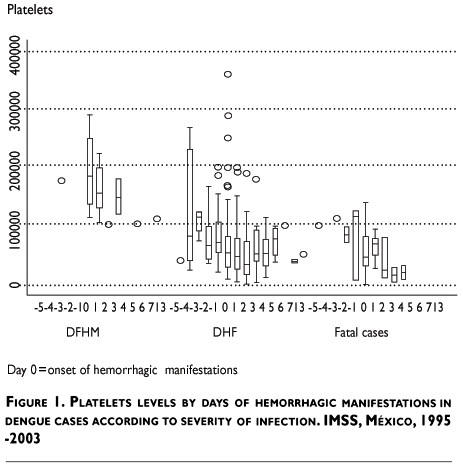 Platelets
400000
300000
200000
100000
0
-5-4-3-2-10 1 2 3 4 5 6 7 13 -5-4-3-2-1 0 1 2 3 4 5 6 7 13 -5-4-3-2-1 0 1 2 3 4 5 6 7 13
DFHM DHF Fatal cases
Day 0=onset of hemorrhagic manifestations
FIGURE 1. PLATELETS LEVELS BY DAYS OF HEMORRHAGIC MANIFESTATIONS IN
DENGUE CASES ACCORDING TO SEVERITY OF INFECTION. IMSS, MÉXICO, 1995
-2003